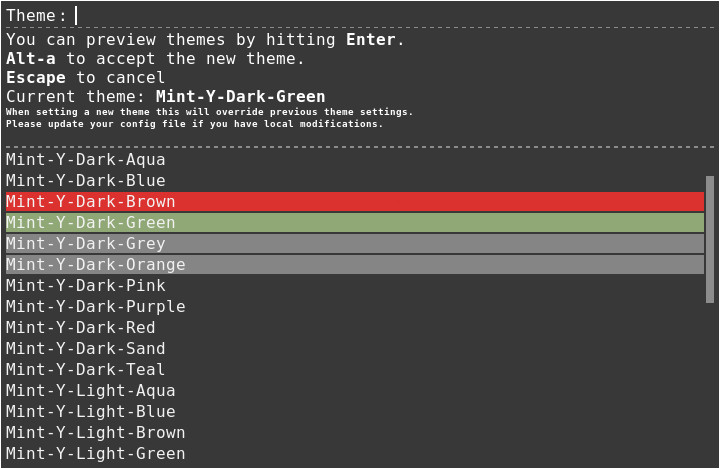 Theme:
You can preview themes by hitting Enter.
Alt-a to accept the new theme.
Escape to cancel
Current theme: Mint-Y-Dark-Green
When setting a new theme this will override previous theme settings.
Please update your config file if you have local modifications.
Mint-Y-Dark-Aqua
Mint-Y-Dark-Blue
Mint-Y-Dark-Brown
Mint-Y-Dark-Green
Mint-Y-Dark-Grey
Mint-Y-Dark-Orange
Mint-Y-Dark-Pink
Mint-Y-Dark-Purple
Mint-Y-Dark-Red
Mint-Y-Dark-Sand
Mint-Y-Dark-Teal
Mint-Y-Light-Aqua
Mint-Y-Light-Blue
Mint-Y-Light-Brown
Mint-Y-Light-Green